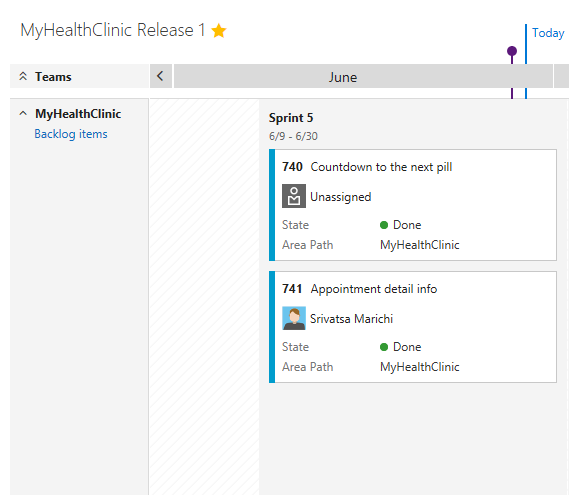 MyHealthClinic Release 1
Today
Teams
June
MyHealthClinic
Backlog items
Sprint 5
6/9 - 6/30
740 Countdown to the next pill
Unassigned
State Done
Area Path MyHealthClinic
741 Appointment detail info
Srivatsa Marichi
State Done
Area Path MyHealthClinic